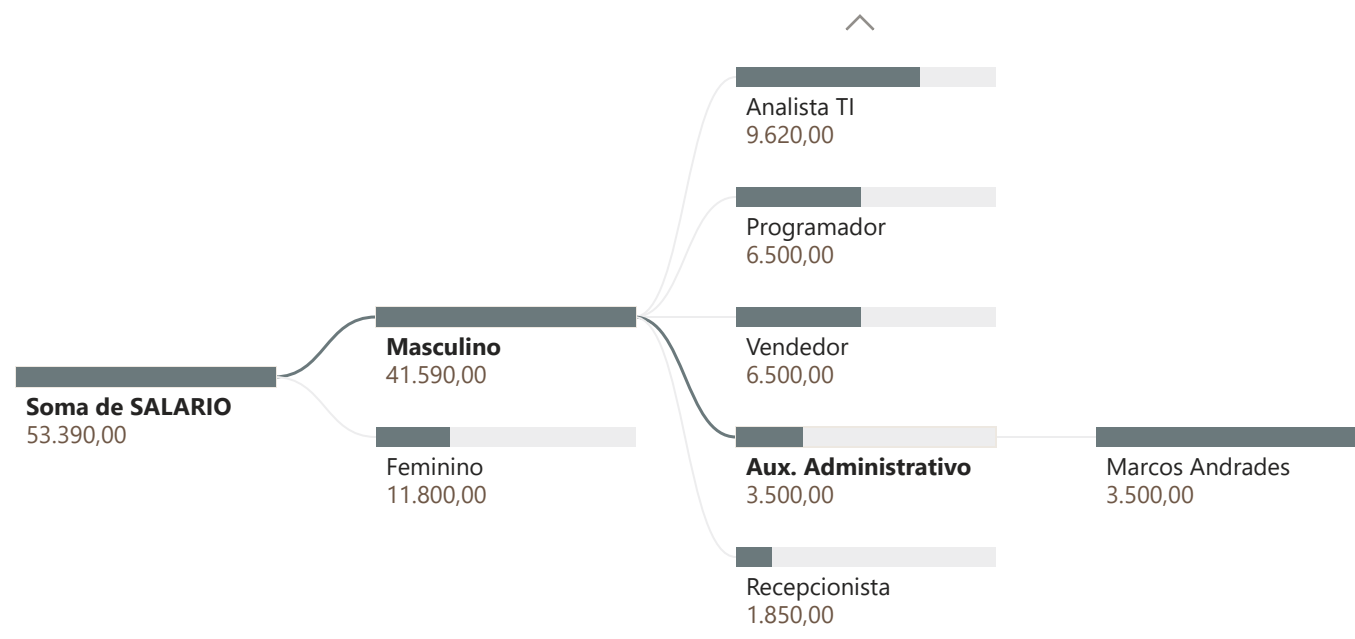 Soma de SALARIO
53.390,00
Masculino
41.590,00
Feminino
11.800,00
Analista TI
9.620,00
Programador
6.500,00
Vendedor
6.500,00
Aux. Administrativo
3.500,00
Recepcionista
1.850,00
Marcos Andrades
3.500,00